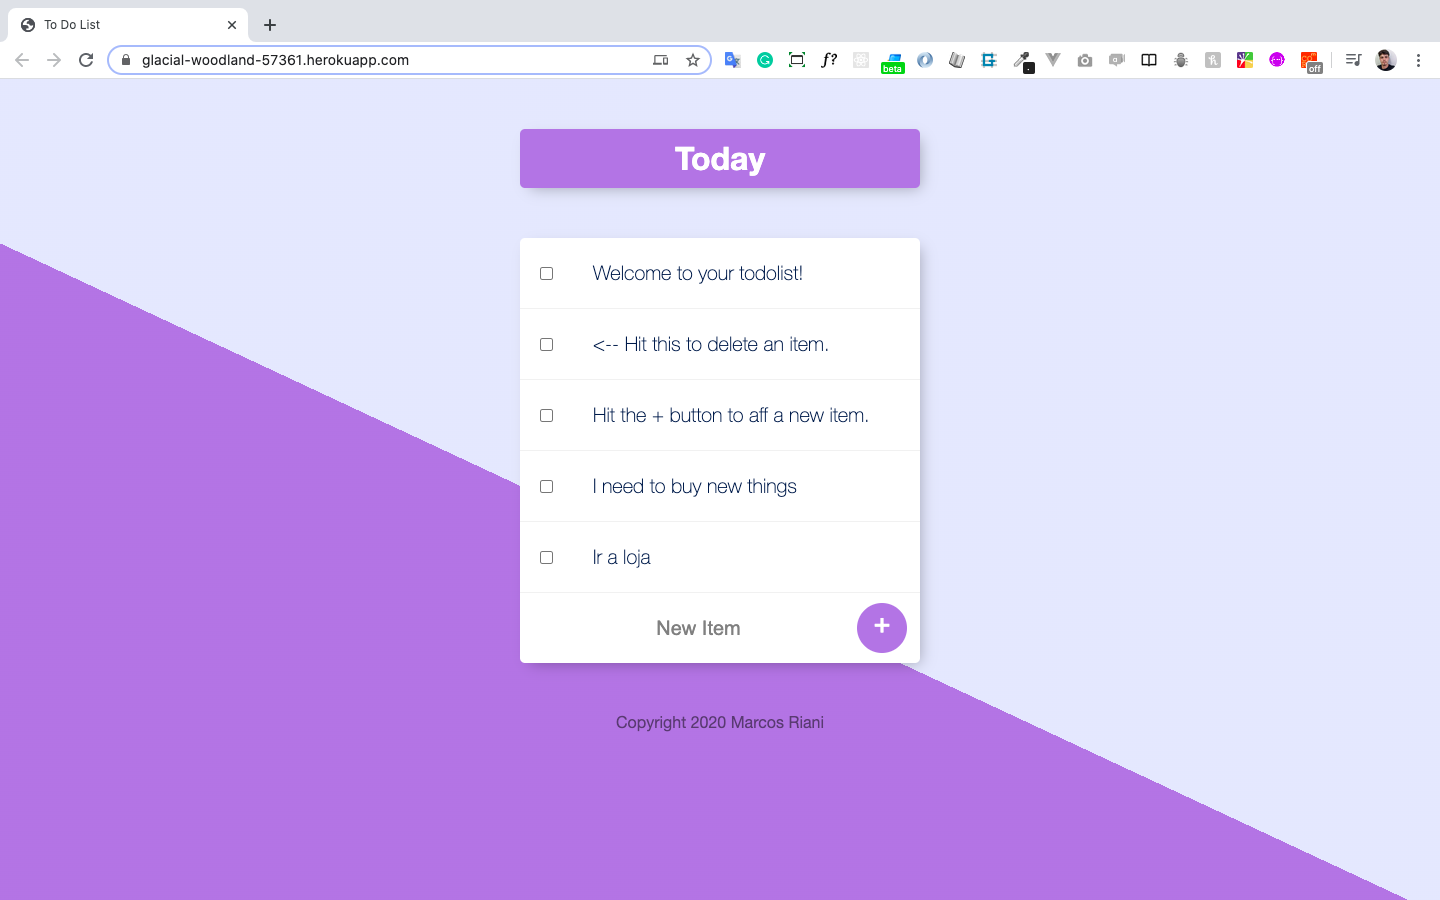 To Do List
glacial-woodland-57361.herokuapp.com
f?
beta
off
Today
Welcome to your todolist!
<-- Hit this to delete an item.
Hit the + button to aff a new item.
I need to buy new things
Ir a loja
New Item
+
Copyright 2020 Marcos Riani